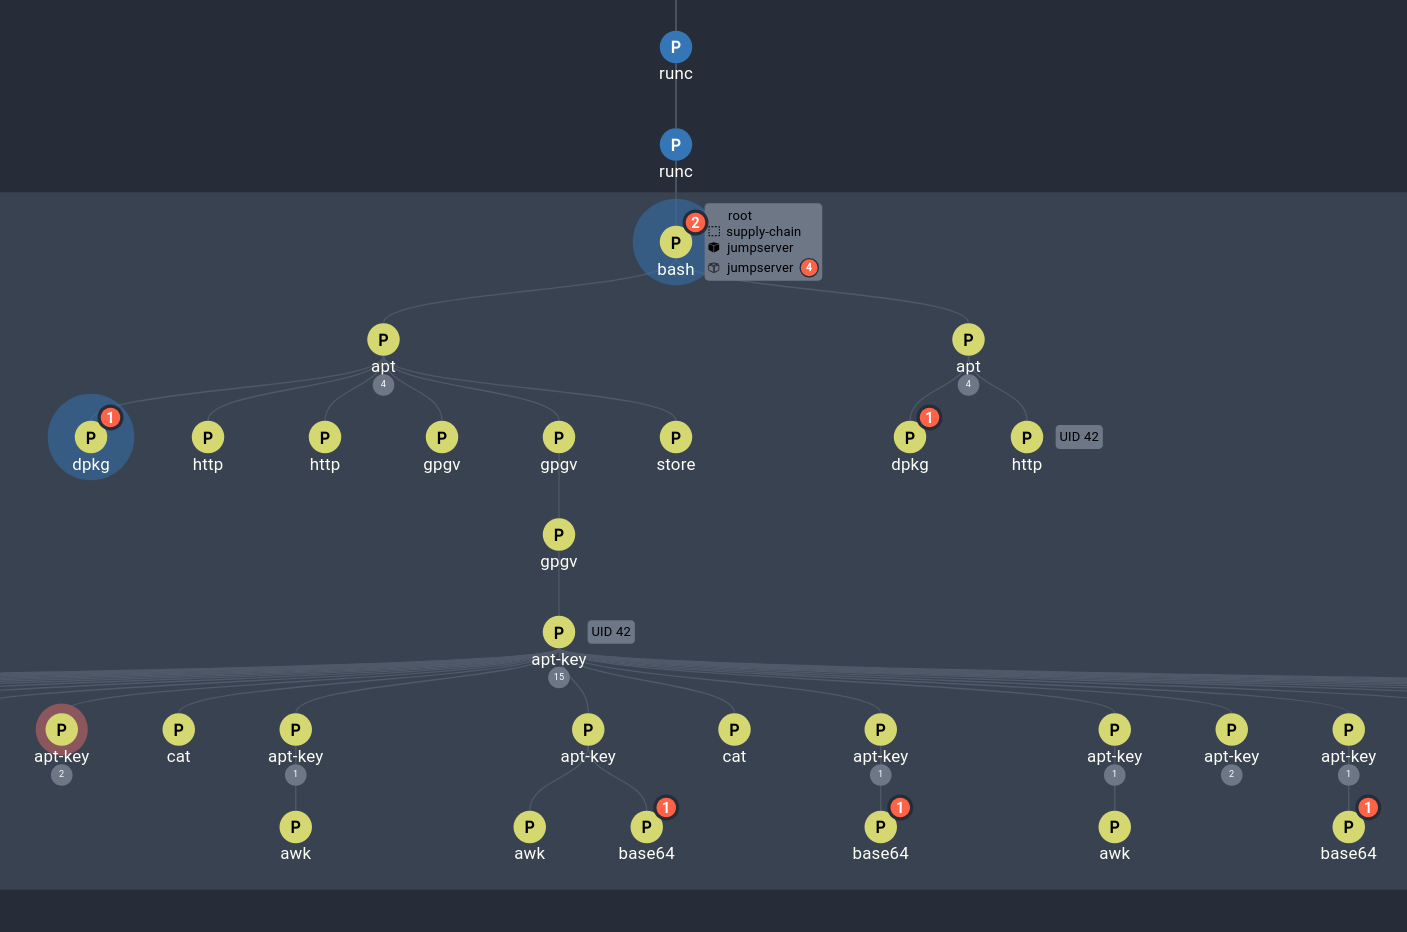 P
runc
P
runc
2
P
bash
root
supply-chain
jumpserver
jumpserver 4
P
apt
4
P
apt
4
1
P
dpkg
P
http
P
http
P
gpgv
P
gpgv
P
store
1
P
dpkg
P
http
UID 42
P
gpgv
P
apt-key
15
UID 42
P
apt-key
2
P
cat
P
apt-key
1
P
apt-key
P
cat
P
apt-key
1
P
apt-key
1
P
apt-key
2
P
apt-key
1
P
awk
P
awk
1
P
base64
1
P
base64
P
awk
1
P
base64